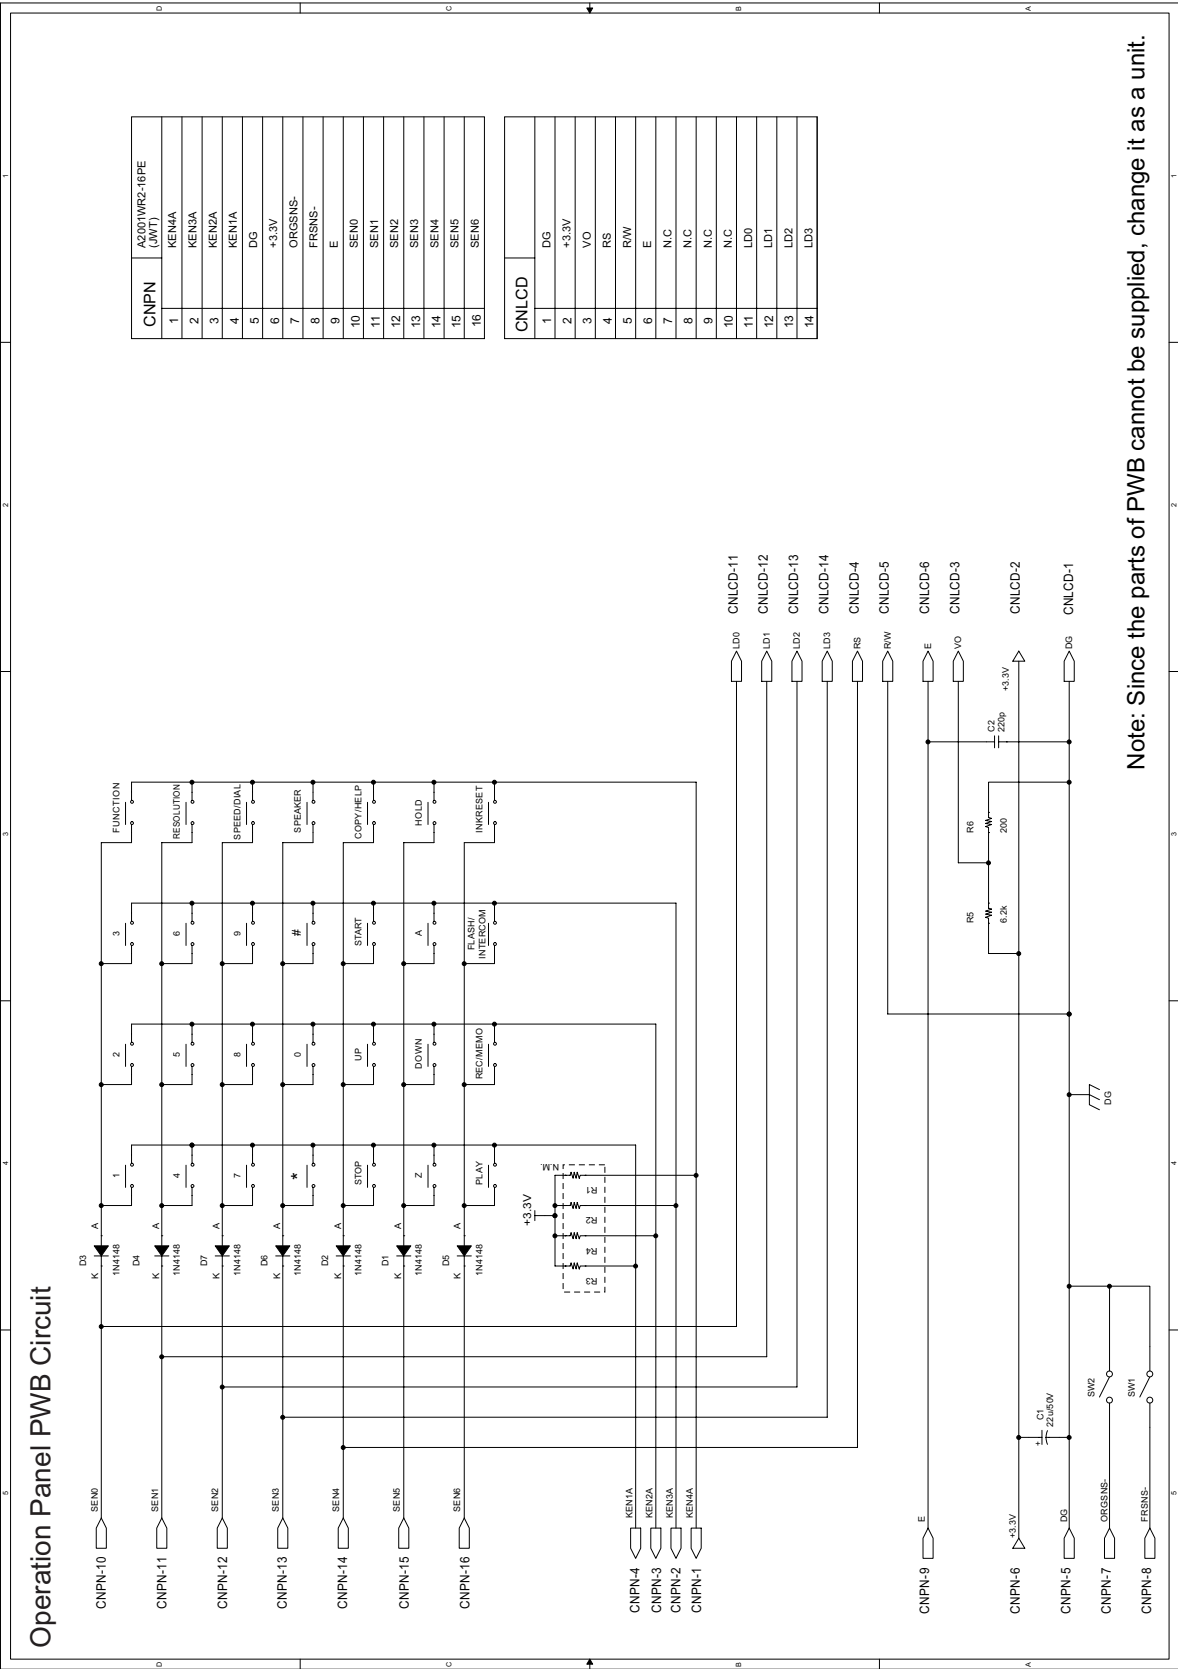 Operation Panel PWB Circuit
CNPN-10 SEN0 K D3 1N4148 A 1 2 3 FUNCTION
CNPN-11 SEN1 K D4 1N4148 A 4 5 6 RESOLUTION
CNPN-12 SEN2 K D7 1N4148 A 7 8 9 SPEED/DIAL
CNPN-13 SEN3 K D6 1N4148 A * 0 # SPEAKER
CNPN-14 SEN4 K D2 1N4148 A STOP UP START COPY/HELP
CNPN-15 SEN5 K D1 1N4148 A Z DOWN A HOLD
CNPN-16 SEN6 K D5 1N4148 A PLAY REC/MEMO FLASH/
INTERCOM INKRESET
+3.3V N.M.
R3 R4 R2 R1
CNPN-4 KEN1A
CNPN-3 KEN2A
CNPN-2 KEN3A
CNPN-1 KEN4A
LD0 CNLCD-11
LD1 CNLCD-12
LD2 CNLCD-13
LD3 CNLCD-14
RS CNLCD-4
R/W CNLCD-5
CNPN-9 E E CNLCD-6
VO CNLCD-3
R5 6.2k R6 200 C2 220p
CNPN-6 +3.3V +3.3V CNLCD-2
C1 22u/50V +
CNPN-5 DG DG DG CNLCD-1
CNPN-7 ORGSNS- SW2
CNPN-8 FRSNS- SW1
CNPN A2001WR2-16PE
(JWT)
1 KEN4A
2 KEN3A
3 KEN2A
4 KEN1A
5 DG
6 +3.3V
7 ORGSNS-
8 FRSNS-
9 E
10 SEN0
11 SEN1
12 SEN2
13 SEN3
14 SEN4
15 SEN5
16 SEN6
CNLCD
1 DG
2 +3.3V
3 VO
4 RS
5 R/W
6 E
7 N.C
8 N.C
9 N.C
10 N.C
11 LD0
12 LD1
13 LD2
14 LD3
Note: Since the parts of PWB cannot be supplied, change it as a unit.
5 4 3 2 1
5 4 3 2 1
D C B A
D C B A